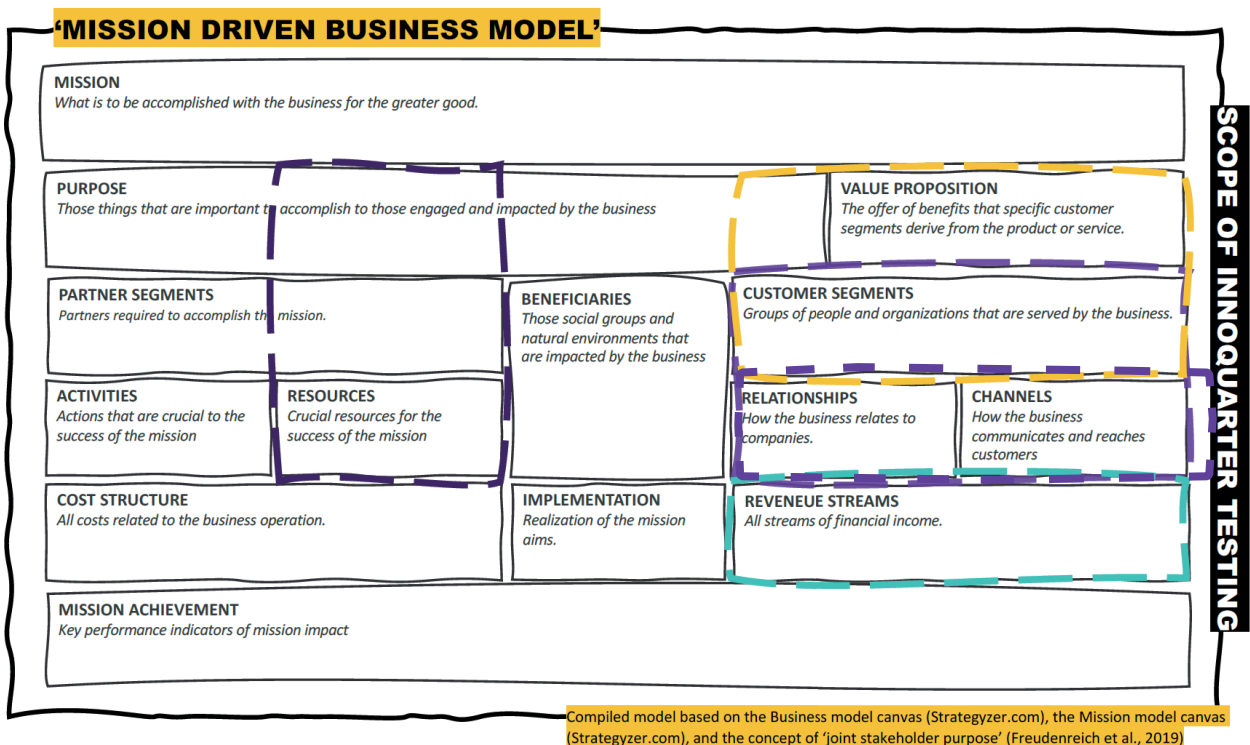 ‘MISSION DRIVEN BUSINESS MODEL’
MISSION
What is to be accomplished with the business for the greater good.
PURPOSE
Those things that are important to accomplish to those engaged and impacted by the business
VALUE PROPOSITION
The offer of benefits that specific customer
segments derive from the product or service.
PARTNER SEGMENTS
Partners required to accomplish the mission.
BENEFICIARIES
Those social groups and
natural environments that
are impacted by the business
CUSTOMER SEGMENTS
Groups of people and organizations that are served by the business.
ACTIVITIES
Actions that are crucial to the
success of the mission
RESOURCES
Crucial resources for the
success of the mission
RELATIONSHIPS
How the business relates to
companies.
CHANNELS
How the business
communicates and reaches
customers
COST STRUCTURE
All costs related to the business operation.
IMPLEMENTATION
Realization of the mission
aims.
REVENEUE STREAMS
All streams of financial income.
MISSION ACHIEVEMENT
Key performance indicators of mission impact
SCOPE OF INNOQUARTER TESTING
Compiled model based on the Business model canvas (Strategyzer.com), the Mission model canvas
(Strategyzer.com), and the concept of ‘joint stakeholder purpose’ (Freudenreich et al., 2019)